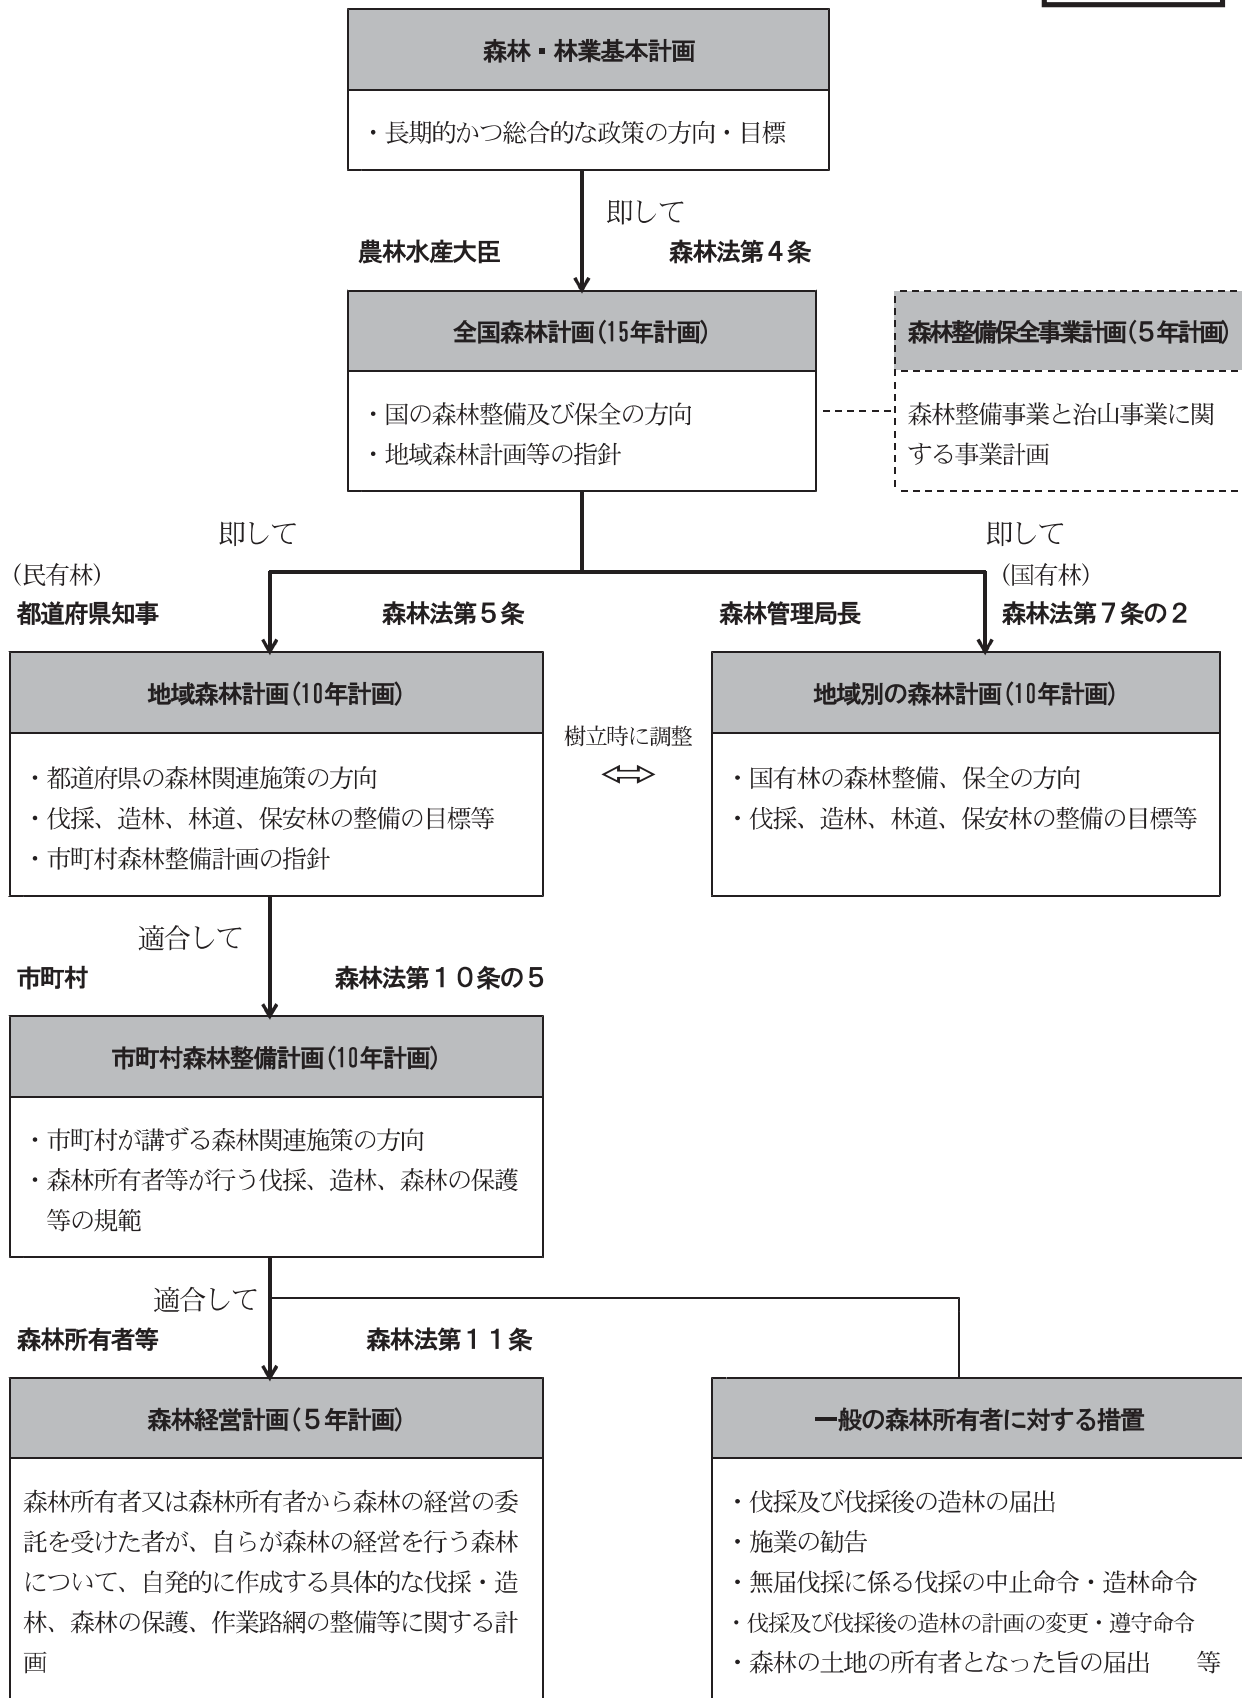 森林・林業基本計画
・長期的かつ総合的な政策の方向・目標
即して
農林水産大臣　森林法第４条
全国森林計画(15年計画)
・国の森林整備及び保全の方向
・地域森林計画等の指針
森林整備保全事業計画(５年計画)
森林整備事業と治山事業に関
する事業計画
即して
即して
（民有林）
（国有林）
都道府県知事　森林法第５条
森林管理局長　森林法第７条の２
地域森林計画(10年計画)
・都道府県の森林関連施策の方向
・伐採、造林、林道、保安林の整備の目標等
・市町村森林整備計画の指針
樹立時に調整
地域別の森林計画(10年計画)
・国有林の森林整備、保全の方向
・伐採、造林、林道、保安林の整備の目標等
適合して
市町村　森林法第１０条の５
市町村森林整備計画(10年計画)
・市町村が講ずる森林関連施策の方向
・森林所有者等が行う伐採、造林、森林の保護
等の規範
適合して
森林所有者等　森林法第１１条
森林経営計画(５年計画)
森林所有者又は森林所有者から森林の経営の委
託を受けた者が、自らが森林の経営を行う森林
について、自発的に作成する具体的な伐採・造
林、森林の保護、作業路網の整備等に関する計
画
一般の森林所有者に対する措置
・伐採及び伐採後の造林の届出
・施業の勧告
・無届伐採に係る伐採の中止命令・造林命令
・伐採及び伐採後の造林の計画の変更・遵守命令
・森林の土地の所有者となった旨の届出　　等